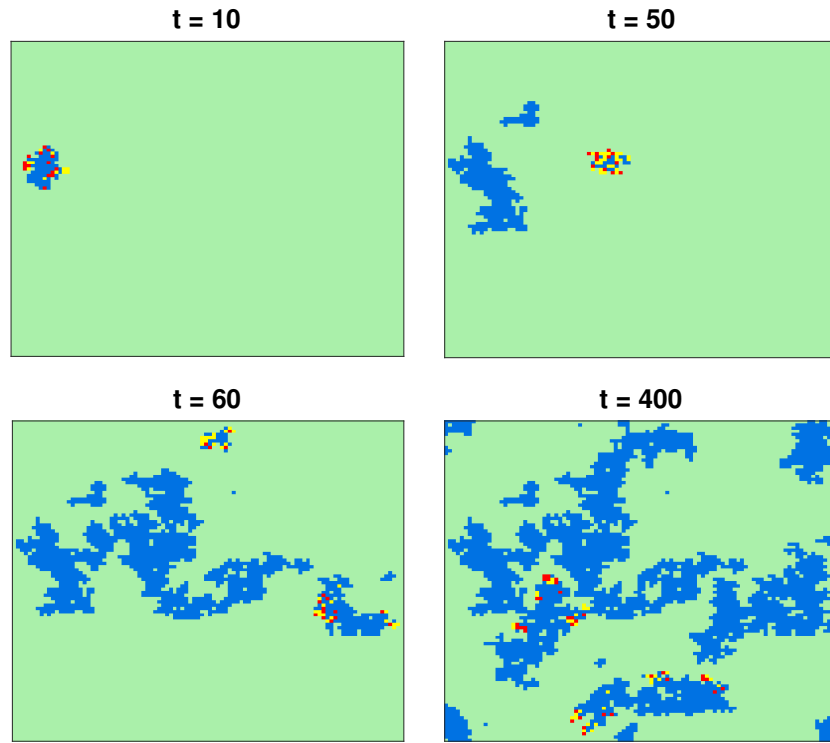 t = 10
t = 50
t = 60
t = 400